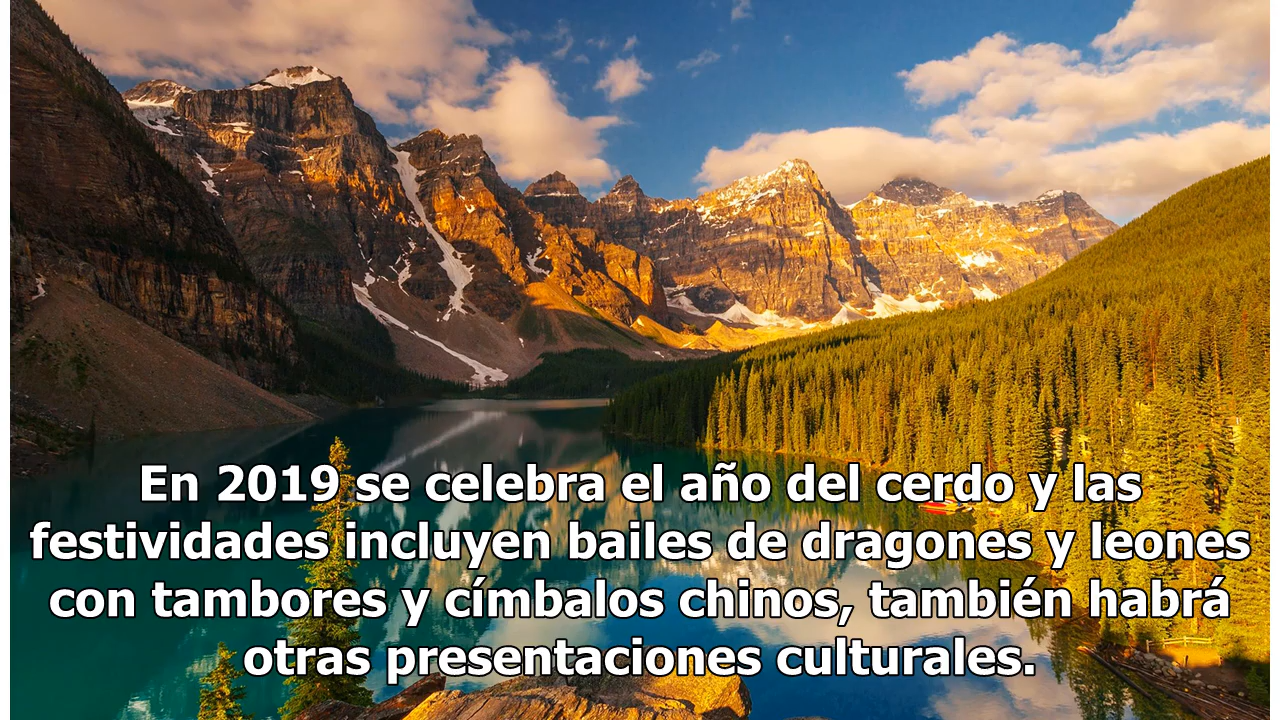 En 2019 se celebra el año del cerdo y las
festividades incluyen bailes de dragones y leones
con tambores y címbalos chinos, también habrá
otras presentaciones culturales.